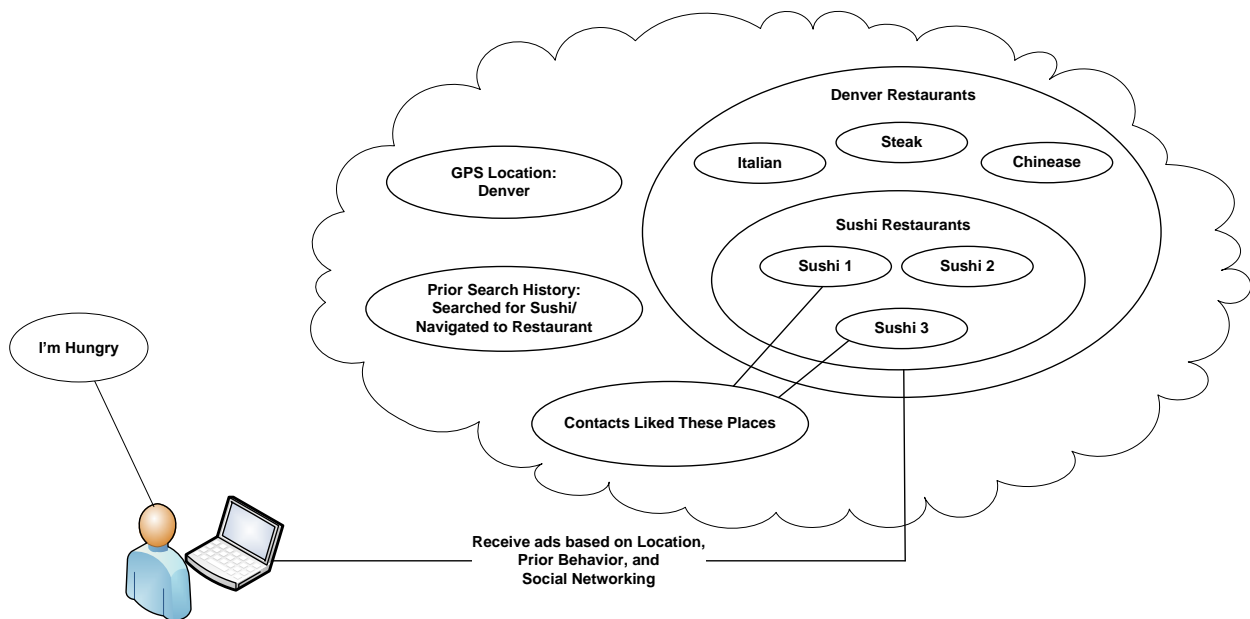 Denver Restaurants
Steak
Italian
Chinease
GPS Location:
Denver
Sushi Restaurants
Sushi 1
Sushi 2
Prior Search History:
Searched for Sushi/
Navigated to Restaurant
Sushi 3
I'm Hungry
Contacts Liked These Places
Receive ads based on Location,
Prior Behavior, and
Social Networking